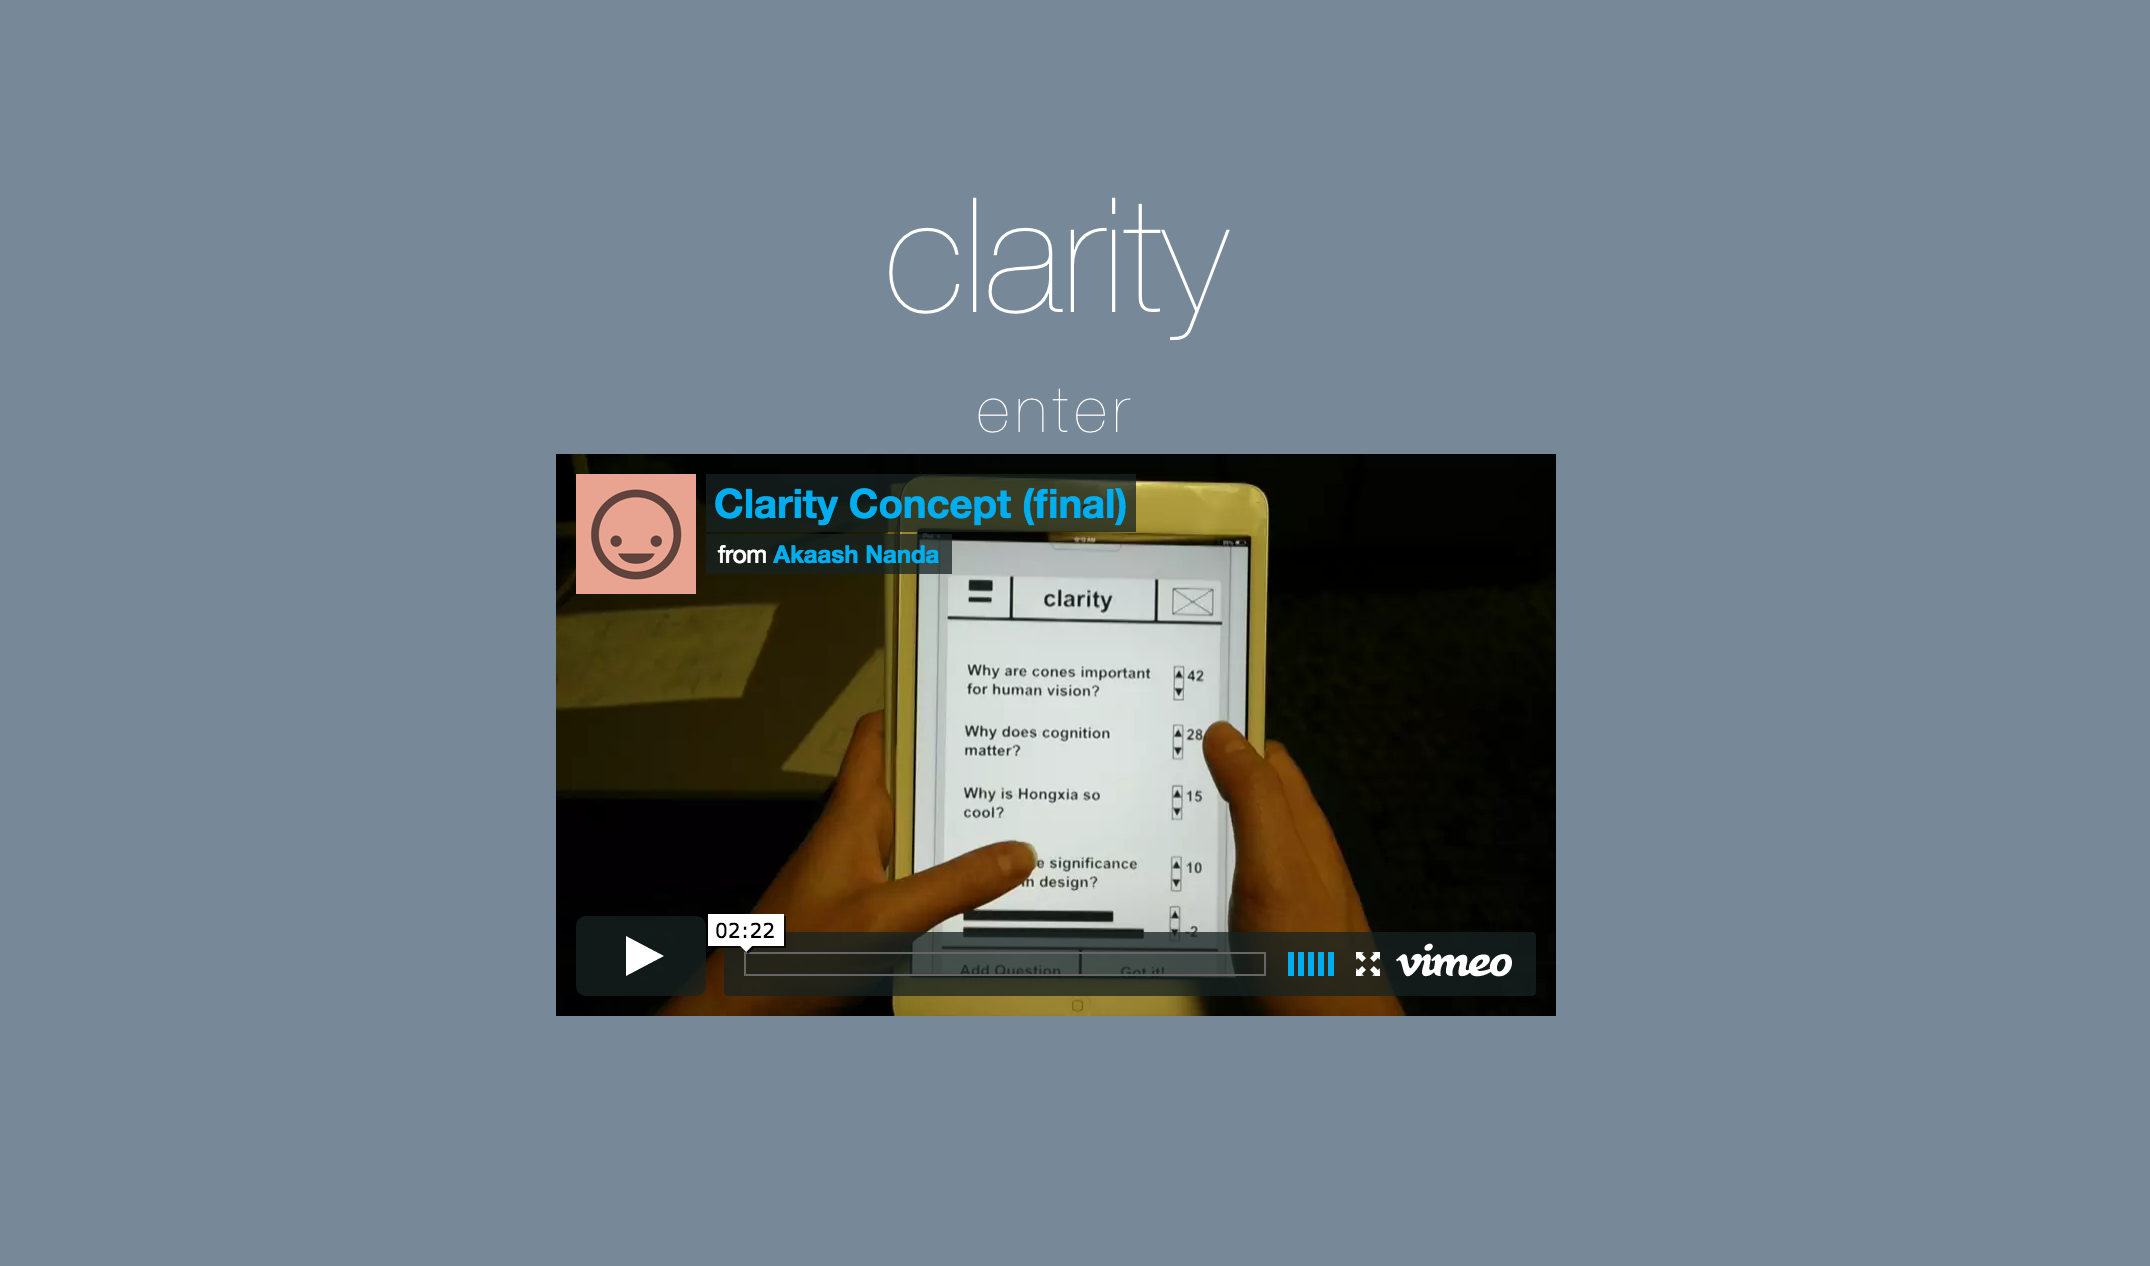 clarity
enter
Clarity Concept (final)
from Akaash Nanda
clarity
Why are cones important
for human vision?
42
Why does cognition
matter?
28
Why is Hongxia so
cool?
15
significance
in design?
10
-2
02:22
Add Question
Got it!
vimeo